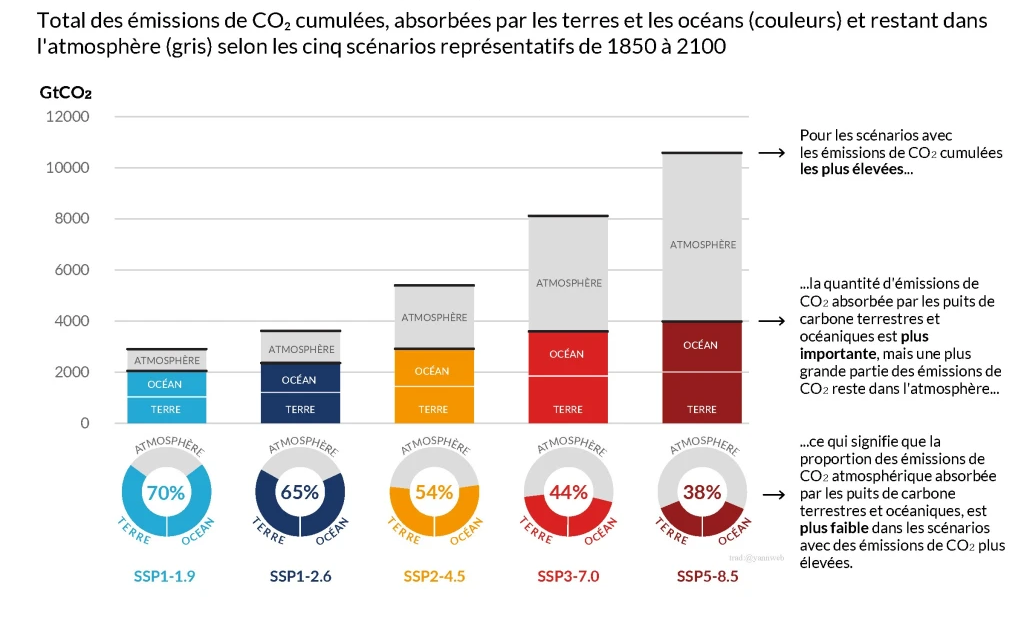 Total des émissions de CO₂ cumulées, absorbées par les terres et les océans (couleurs) et restant dans
l'atmosphère (gris) selon les cinq scénarios représentatifs de 1850 à 2100
GtCO₂
12000
10000
8000
6000
4000
2000
0
ATMOSPHÈRE
OCÉAN
TERRE
ATMOSPHÈRE
OCÉAN
TERRE
ATMOSPHÈRE
OCÉAN
TERRE
ATMOSPHÈRE
OCÉAN
TERRE
ATMOSPHÈRE
OCÉAN
TERRE
Pour les scénarios avec
les émissions de CO₂ cumulées
les plus élevées...
...la quantité d'émissions de
CO₂ absorbée par les puits de
carbone terrestres et
océaniques est plus
importante, mais une plus
grande partie des émissions de
CO₂ reste dans l'atmosphère...
...ce qui signifie que la
proportion des émissions de
CO₂ atmosphérique absorbée
par les puits de carbone
terrestres et océaniques, est
plus faible dans les scénarios
avec des émissions de CO₂ plus
élevées.
ATMOSPHÈRE
70%
TERRE
OCÉAN
SSP1-1.9
ATMOSPHÈRE
65%
TERRE
OCÉAN
SSP1-2.6
ATMOSPHÈRE
54%
TERRE
OCÉAN
SSP2-4.5
ATMOSPHÈRE
44%
TERRE
OCÉAN
SSP3-7.0
ATMOSPHÈRE
38%
TERRE
OCÉAN
SSP5-8.5
trad:@yannweb